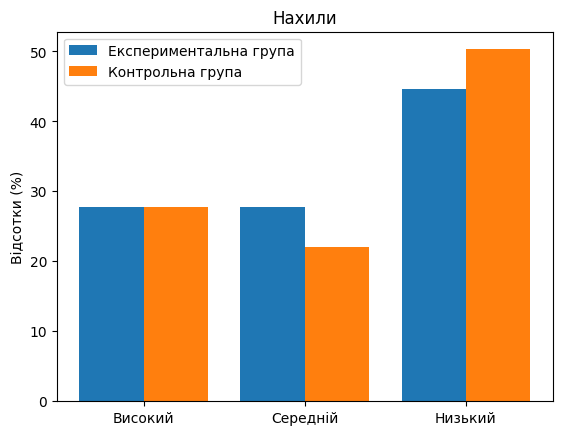 Нахили
Експериментальна група
Контрольна група
Відсотки (%)
50
40
30
20
10
0
Високий
Середній
Низький